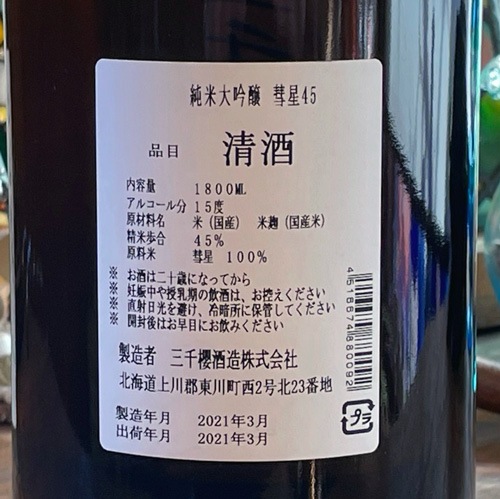 純米大吟醸 彗星45
品目 清酒
内容量 1800ML
アルコール分 15度
原材料名 米（国産） 米麹（国産米）
精米歩合 45%
原料米 彗星 100%
※ お酒は二十歳になってから
※ 妊娠中や授乳期の飲酒は、お控えください
※ 直射日光を避け、冷暗所に保管してください
※ 開封後はお早目にお飲みください
製造者 三千櫻酒造株式会社
北海道上川郡東川町西2号北23番地
製造年月 2021年3月
出荷年月 2021年3月
4516674880092
プラ